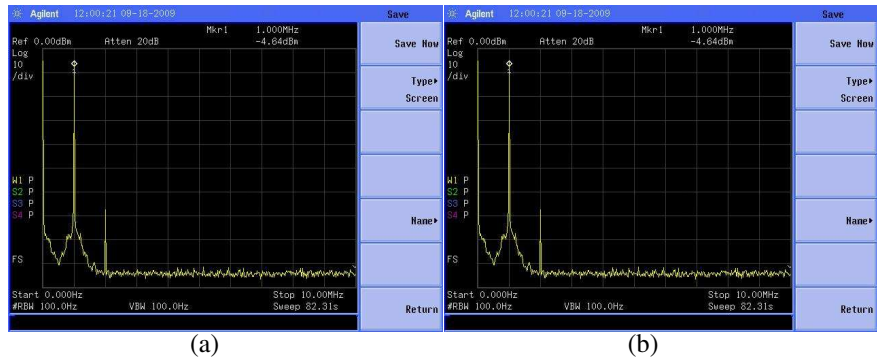 Agilent 12:00:21 09-18-2009 Save
Mkr1 1.000MHz
Ref 0.00dBm Atten 20dB -4.64dBm Save Now
Log
10
/div
Type
Screen
W1 P
S2 P
S3 P
S4 P
Name
FS
Start 0.000Hz Stop 10.00MHz
#RBW 100.0Hz VBW 100.0Hz Sweep 82.31s Return
(a)
Agilent 12:00:21 09-18-2009 Save
Mkr1 1.000MHz
Ref 0.00dBm Atten 20dB -4.64dBm Save Now
Log
10
/div
Type
Screen
W1 P
S2 P
S3 P
S4 P
Name
FS
Start 0.000Hz Stop 10.00MHz
#RBW 100.0Hz VBW 100.0Hz Sweep 82.31s Return
(b)